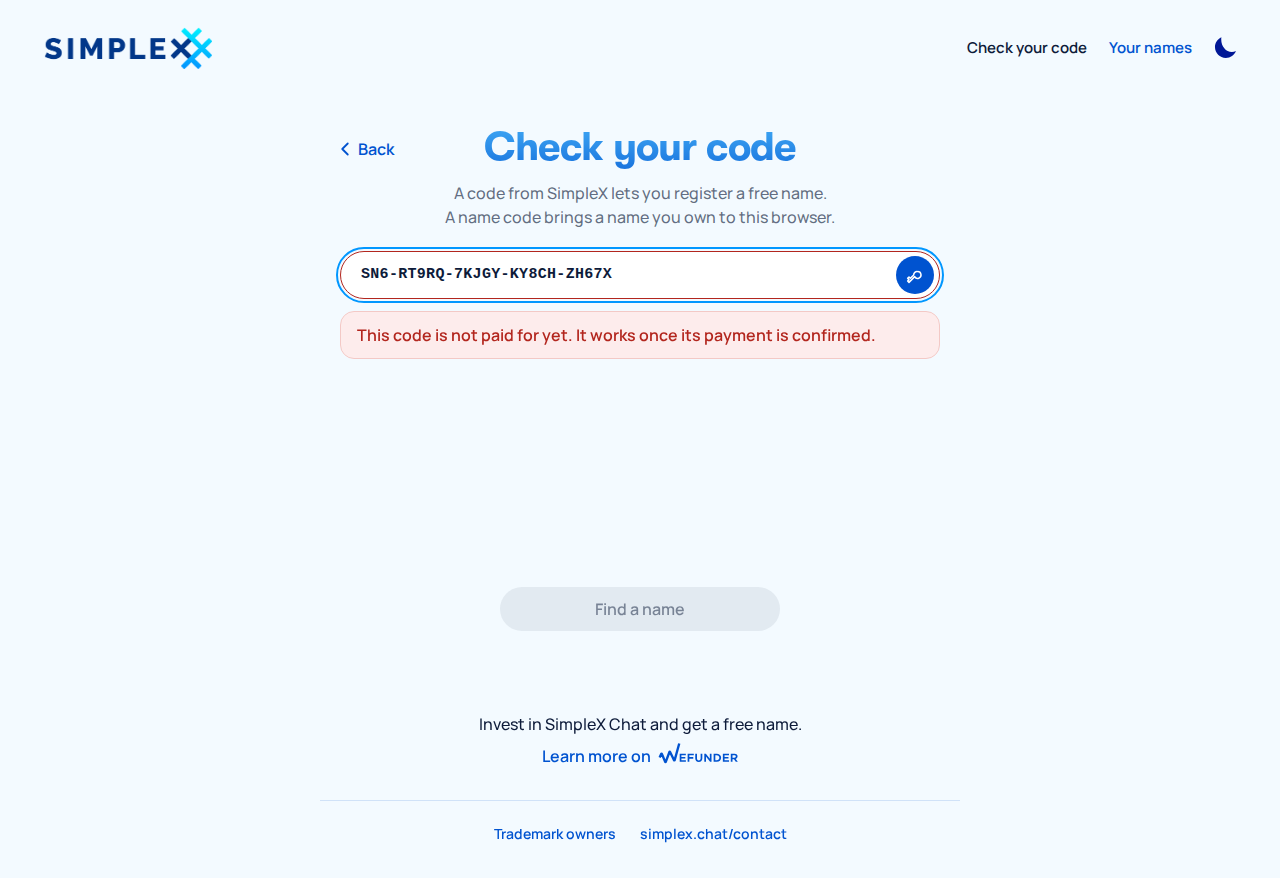 SIMPLEX
Check your code
Your names
Back
Check your code
A code from SimpleX lets you register a free name.
A name code brings a name you own to this browser.
SN6-RT9RQ-7KJGY-KY8CH-ZH67X
This code is not paid for yet. It works once its payment is confirmed.
Find a name
Invest in SimpleX Chat and get a free name.
Learn more on WEFUNDER
Trademark owners
simplex.chat/contact